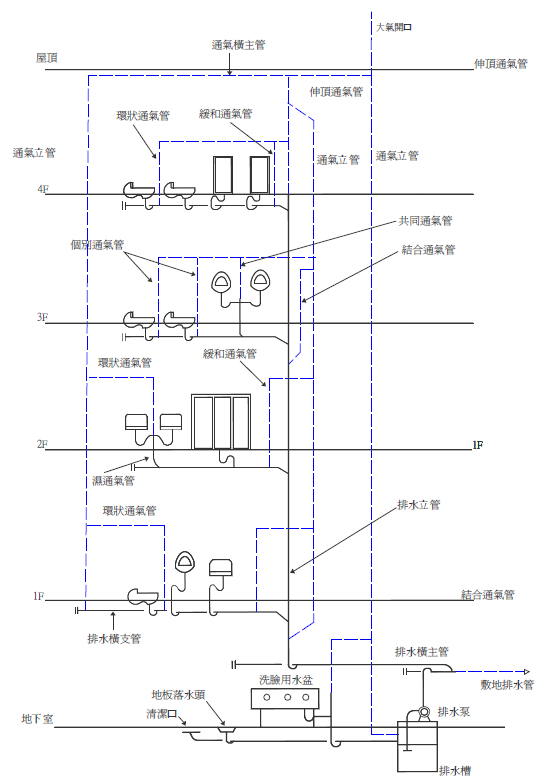 大氣開口
通氣橫主管
屋頂
伸頂通氣管
伸頂通氣管
環狀通氣管
緩和通氣管
通氣立管
通氣立管
通氣立管
4F
共同通氣管
個別通氣管
結合通氣管
3F
緩和通氣管
環狀通氣管
2F
1F
濕通氣管
環狀通氣管
排水立管
1F
結合通氣管
排水橫支管
排水橫主管
洗臉用水盆
敷地排水管
地板落水頭
清潔口
排水泵
地下室
排水槽